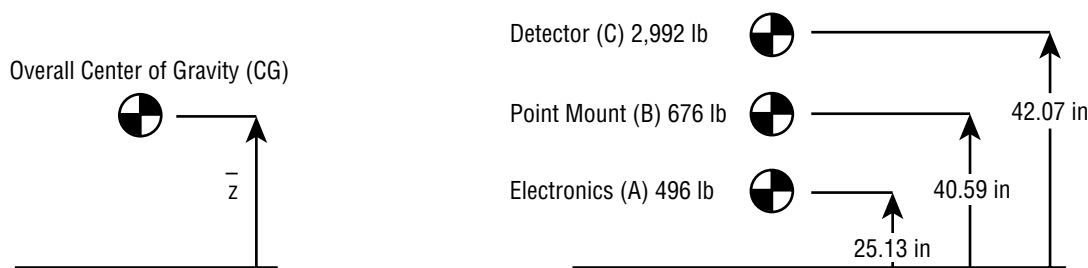 Overall Center of Gravity (CG)
z̅
Detector (C) 2,992 lb
Point Mount (B) 676 lb
Electronics (A) 496 lb
42.07 in
40.59 in
25.13 in